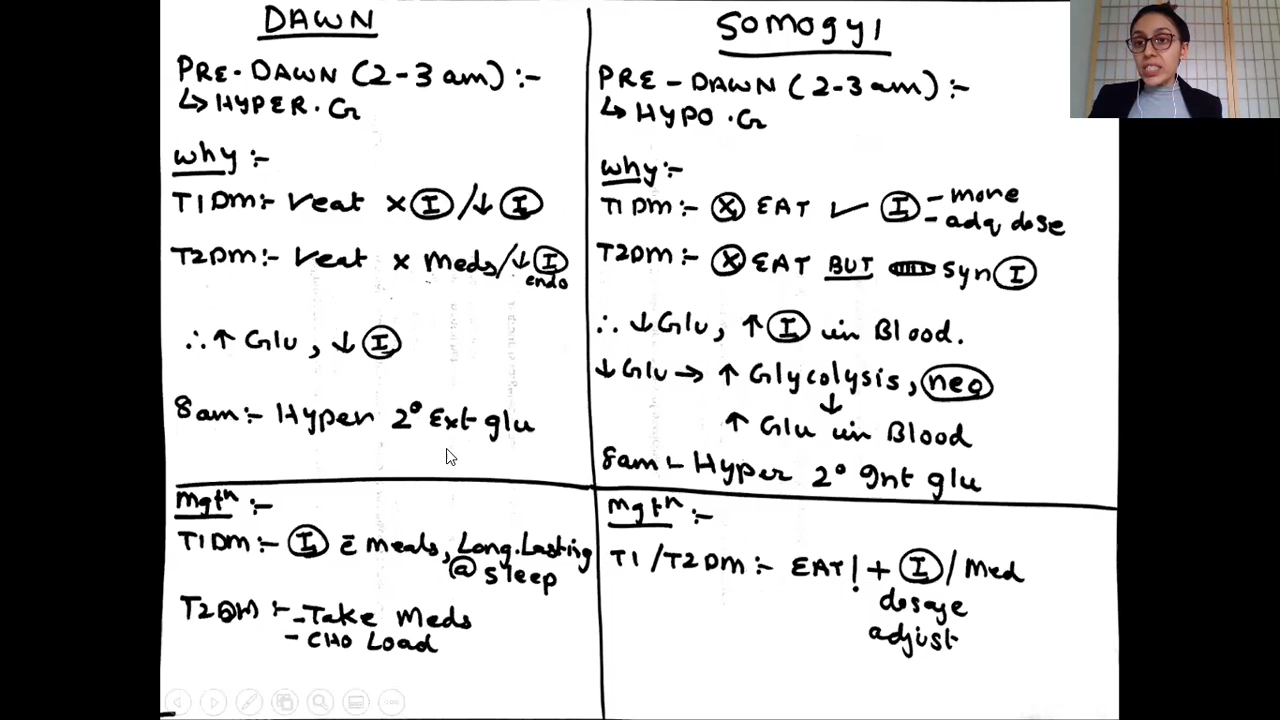 DAWN
PRE-DAWN (2-3 am) :-
↳ HYPER.G
Why :-
T1DM:- ✓eat × Ⓘ /↓ Ⓘ
T2DM:- ✓eat × Meds/↓ Ⓘ
endo
∴ ↑ Glu, ↓ Ⓘ
8am:- Hyper 2° Ext glu
Mgtn :-
T1DM:- Ⓘ c̄ meals, Long.Lasting
@ sleep
T2DM :- -Take Meds
- CHO Load
SOMOGYI
PRE-DAWN (2-3 am) :-
↳ HYPO.G
Why:-
T1DM:- ⓧ EAT ✓ Ⓘ - more
- adq dose
T2DM:- ⓧ EAT BUT syn Ⓘ
∴ ↓Glu, ↑ Ⓘ in Blood.
↓Glu → ↑ Glycolysis, neo
↓
↑ Glu in Blood
8am - Hyper 2° Int glu
Mgtn :-
T1/T2DM:- EAT! + Ⓘ / Med
dosage
adjust